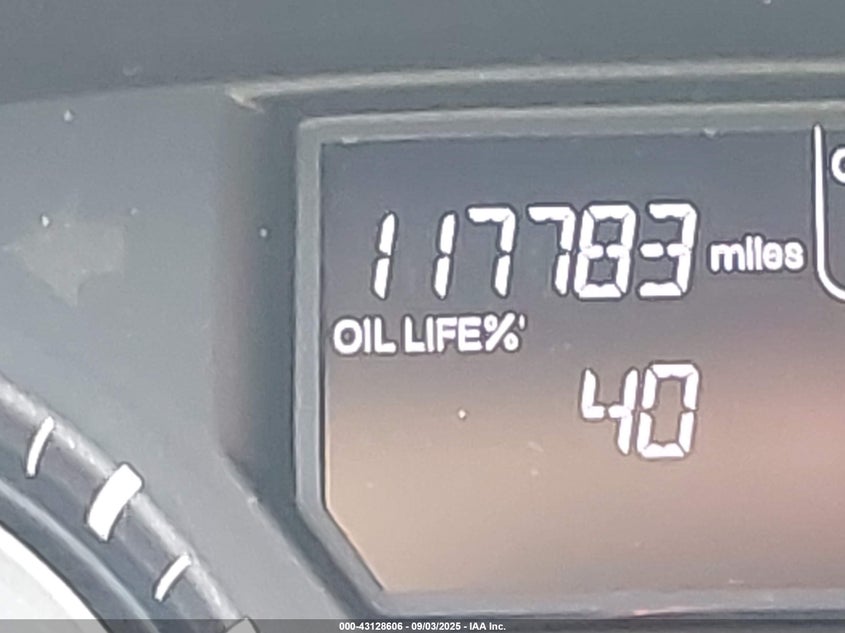 117783 miles
OIL LIFE%
40
000-43128606 - 09/03/2025 - IAA Inc.